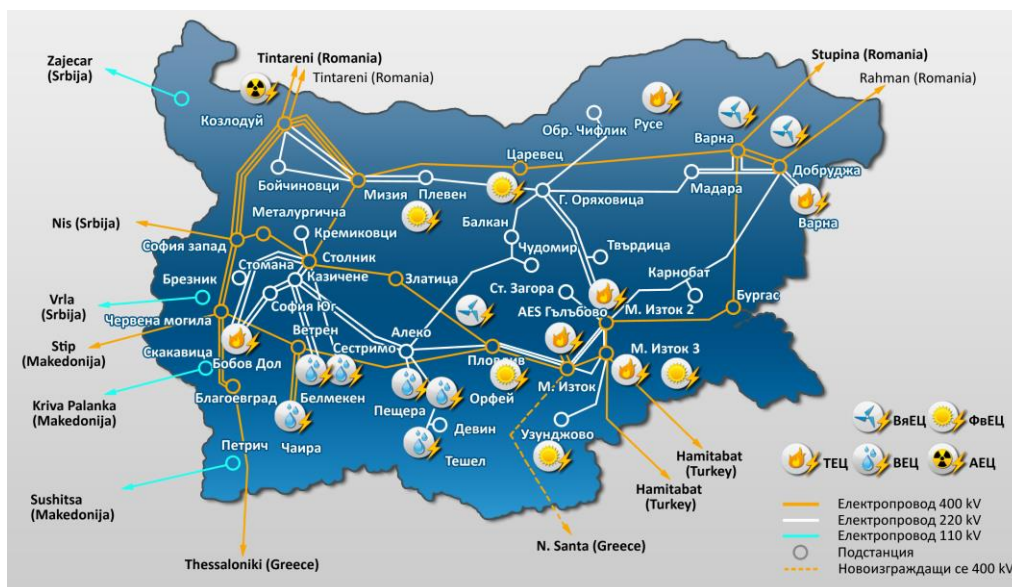 Zajecar
(Srbija)
Tintareni (Romania)
Tintareni (Romania)
Stupina (Romania)
Rahman (Romania)
Козлодуй
Обр. Чифлик
Русе
Варна
Добруджа
Царевец
Бойчиновци
Мизия
Плевен
Г. Оряховица
Мадара
Варна
Nis (Srbija)
Металургична
Кремиковци
Балкан
София запад
Столник
Чудомир
Твърдица
Стомана
Казичене
Златица
Карнобат
Брезник
Ст. Загора
Бургас
Vrla
(Srbija)
София Юг
AES Гълъбово
М. Изток 2
Червена могила
Ветрен
Алеко
Stip
(Makedonija)
Скакавица
Сестримо
Пловдив
М. Изток 3
Бобов Дол
М. Изток
Благоевград
Белмекен
Пещера
Орфей
Kriva Palanka
(Makedonija)
Девин
Узунджово
Петрич
Чаира
Тешел
ВяЕЦ
ФвЕЦ
Hamitabat
(Turkey)
ТЕЦ
ВЕЦ
АЕЦ
Hamitabat
(Turkey)
Sushitsa
(Makedonija)
N. Santa (Greece)
Thessaloniki (Greece)
Електропровод 400 kV
Електропровод 220 kV
Електропровод 110 kV
Подстанция
Новоизграждащи се 400 kV